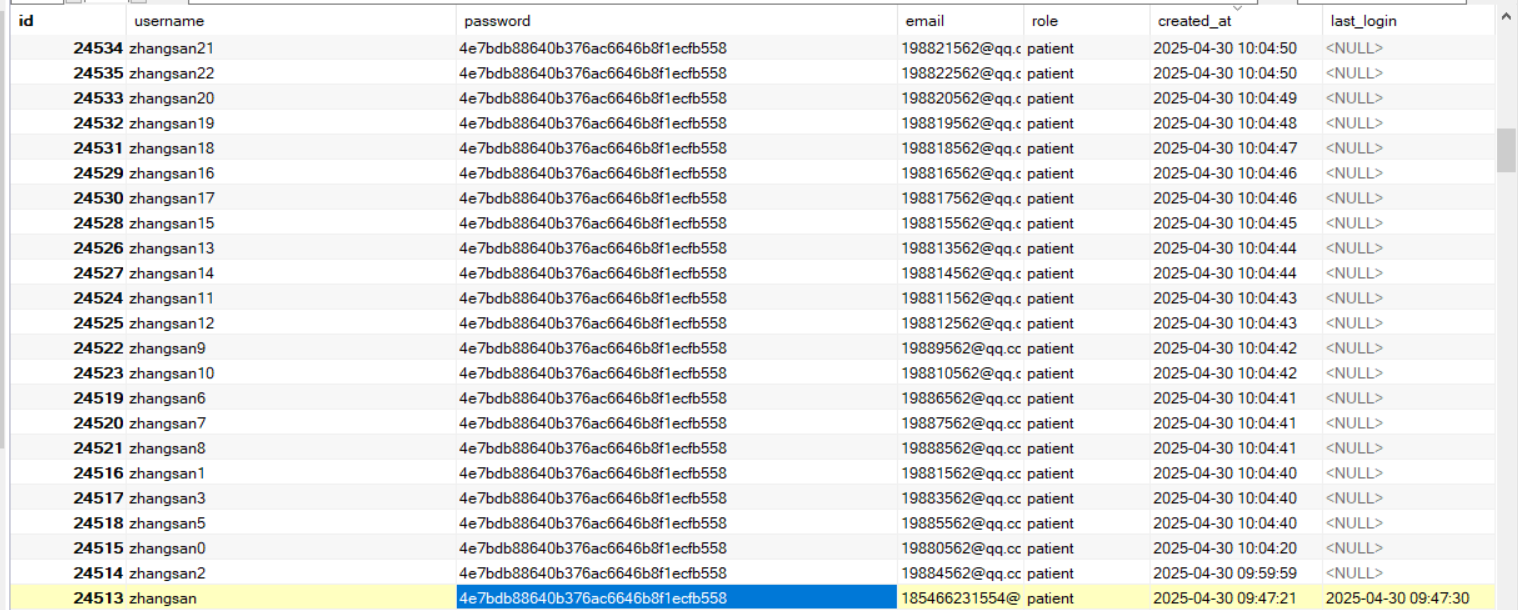 id username password email role created_at last_login
24534 zhangsan21 4e7bdb88640b376ac6646b8f1ecfb558 198821562@qq.c patient 2025-04-30 10:04:50 <NULL>
24535 zhangsan22 4e7bdb88640b376ac6646b8f1ecfb558 198822562@qq.c patient 2025-04-30 10:04:50 <NULL>
24533 zhangsan20 4e7bdb88640b376ac6646b8f1ecfb558 198820562@qq.c patient 2025-04-30 10:04:49 <NULL>
24532 zhangsan19 4e7bdb88640b376ac6646b8f1ecfb558 198819562@qq.c patient 2025-04-30 10:04:48 <NULL>
24531 zhangsan18 4e7bdb88640b376ac6646b8f1ecfb558 198818562@qq.c patient 2025-04-30 10:04:47 <NULL>
24529 zhangsan16 4e7bdb88640b376ac6646b8f1ecfb558 198816562@qq.c patient 2025-04-30 10:04:46 <NULL>
24530 zhangsan17 4e7bdb88640b376ac6646b8f1ecfb558 198817562@qq.c patient 2025-04-30 10:04:46 <NULL>
24528 zhangsan15 4e7bdb88640b376ac6646b8f1ecfb558 198815562@qq.c patient 2025-04-30 10:04:45 <NULL>
24526 zhangsan13 4e7bdb88640b376ac6646b8f1ecfb558 198813562@qq.c patient 2025-04-30 10:04:44 <NULL>
24527 zhangsan14 4e7bdb88640b376ac6646b8f1ecfb558 198814562@qq.c patient 2025-04-30 10:04:44 <NULL>
24524 zhangsan11 4e7bdb88640b376ac6646b8f1ecfb558 198811562@qq.c patient 2025-04-30 10:04:43 <NULL>
24525 zhangsan12 4e7bdb88640b376ac6646b8f1ecfb558 198812562@qq.c patient 2025-04-30 10:04:43 <NULL>
24522 zhangsan9 4e7bdb88640b376ac6646b8f1ecfb558 19889562@qq.cc patient 2025-04-30 10:04:42 <NULL>
24523 zhangsan10 4e7bdb88640b376ac6646b8f1ecfb558 198810562@qq.c patient 2025-04-30 10:04:42 <NULL>
24519 zhangsan6 4e7bdb88640b376ac6646b8f1ecfb558 19886562@qq.cc patient 2025-04-30 10:04:41 <NULL>
24520 zhangsan7 4e7bdb88640b376ac6646b8f1ecfb558 19887562@qq.cc patient 2025-04-30 10:04:41 <NULL>
24521 zhangsan8 4e7bdb88640b376ac6646b8f1ecfb558 19888562@qq.cc patient 2025-04-30 10:04:41 <NULL>
24516 zhangsan1 4e7bdb88640b376ac6646b8f1ecfb558 19881562@qq.cc patient 2025-04-30 10:04:40 <NULL>
24517 zhangsan3 4e7bdb88640b376ac6646b8f1ecfb558 19883562@qq.cc patient 2025-04-30 10:04:40 <NULL>
24518 zhangsan5 4e7bdb88640b376ac6646b8f1ecfb558 19885562@qq.cc patient 2025-04-30 10:04:40 <NULL>
24515 zhangsan0 4e7bdb88640b376ac6646b8f1ecfb558 19880562@qq.cc patient 2025-04-30 10:04:20 <NULL>
24514 zhangsan2 4e7bdb88640b376ac6646b8f1ecfb558 19884562@qq.cc patient 2025-04-30 09:59:59 <NULL>
24513 zhangsan 4e7bdb88640b376ac6646b8f1ecfb558 185466231554@ patient 2025-04-30 09:47:21 2025-04-30 09:47:30